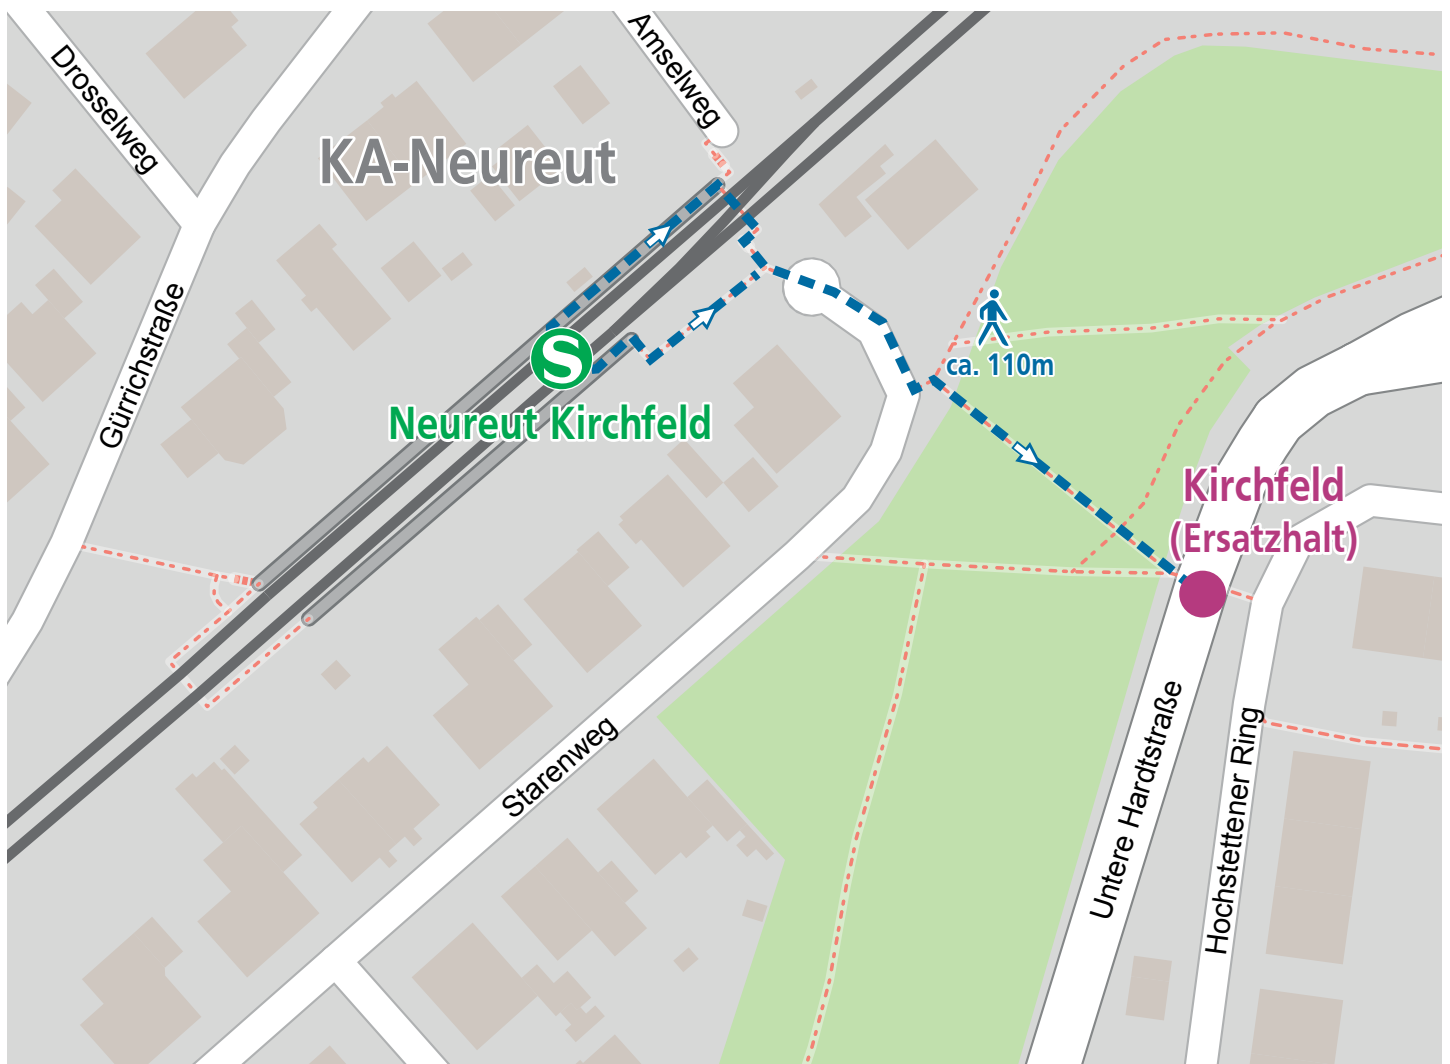 Drosselweg
Amselweg
KA-Neureut
Gürrichstraße
S
Neureut Kirchfeld
ca. 110m
Kirchfeld
(Ersatzhalt)
Starenweg
Untere Hardtstraße
Hochstettener Ring